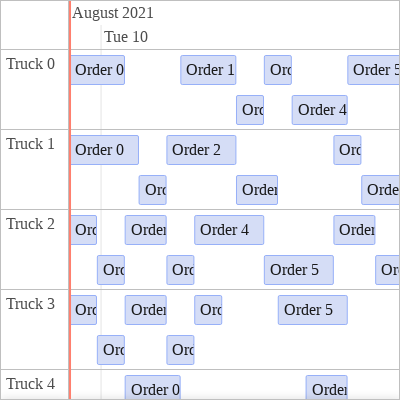 August 2021
Tue 10
Truck 0
Order 0
Order 1
Orc
Order 5
Orc
Order 4
Truck 1
Order 0
Order 2
Orc
Orc
Order
Orde
Truck 2
Orc
Order
Order 4
Order
Orc
Orc
Order 5
Orc
Truck 3
Orc
Order
Orc
Order 5
Orc
Orc
Truck 4
Order 0
Order